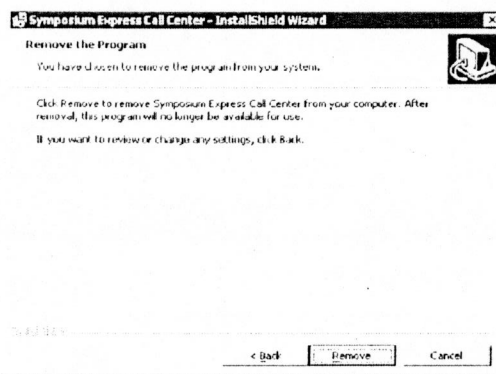 Symposium Express Call Center - InstallShield Wizard
Remove the Program
You have chosen to remove the program from your system.
Click Remove to remove Symposium Express Call Center from your computer. After
removal, this program will no longer be available for use.
If you want to review or change any settings, click Back.
< Back Remove Cancel